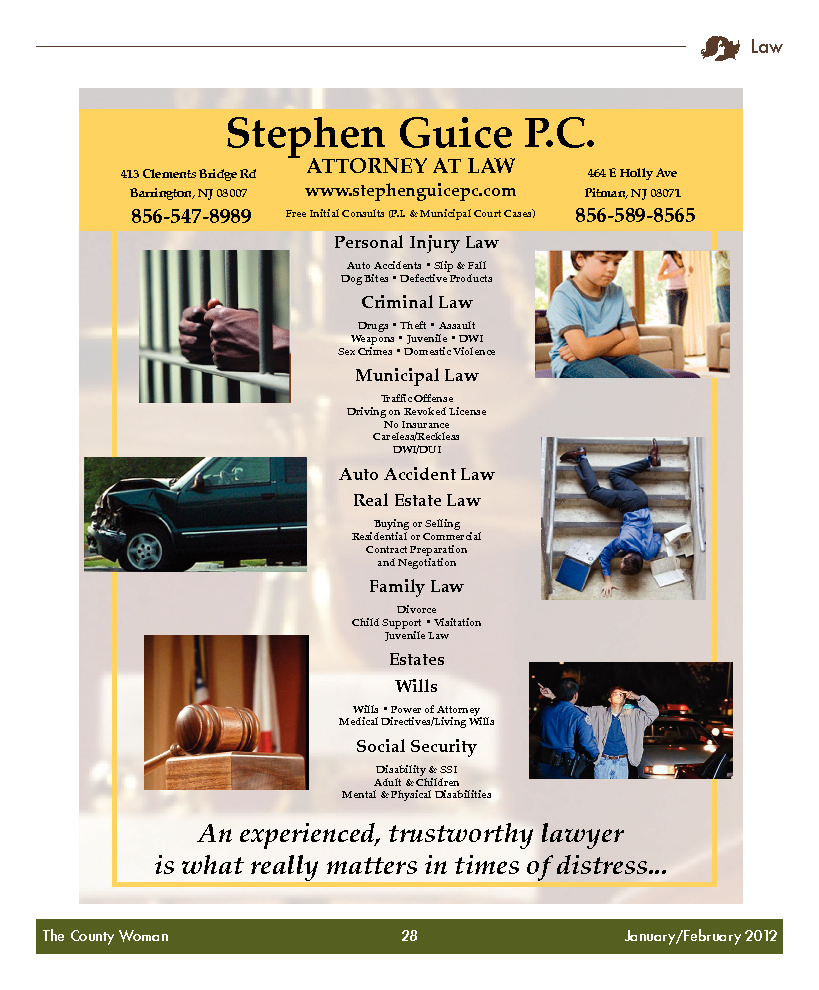 Law
Stephen Guice P.C.
ATTORNEY AT LAW
www.stephenguicepc.com
Free Initial Consults (P.I. & Municipal Court Cases)
413 Clements Bridge Rd
Barrington, NJ 08007
856-547-8989
464 E Holly Ave
Pitman, NJ 08071
856-589-8565
Personal Injury Law
Auto Accidents • Slip & Fall
Dog Bites • Defective Products
Criminal Law
Drugs • Theft • Assault
Weapons • Juvenile • DWI
Sex Crimes • Domestic Violence
Municipal Law
Traffic Offense
Driving on Revoked License
No Insurance
Careless/Reckless
DWI/DUI
Auto Accident Law
Real Estate Law
Buying or Selling
Residential or Commercial
Contract Preparation
and Negotiation
Family Law
Divorce
Child Support • Visitation
Juvenile Law
Estates
Wills
Wills • Power of Attorney
Medical Directives/Living Wills
Social Security
Disability & SSI
Adult & Children
Mental & Physical Disabilities
An experienced, trustworthy lawyer
is what really matters in times of distress...
The County Woman
28
January/February 2012